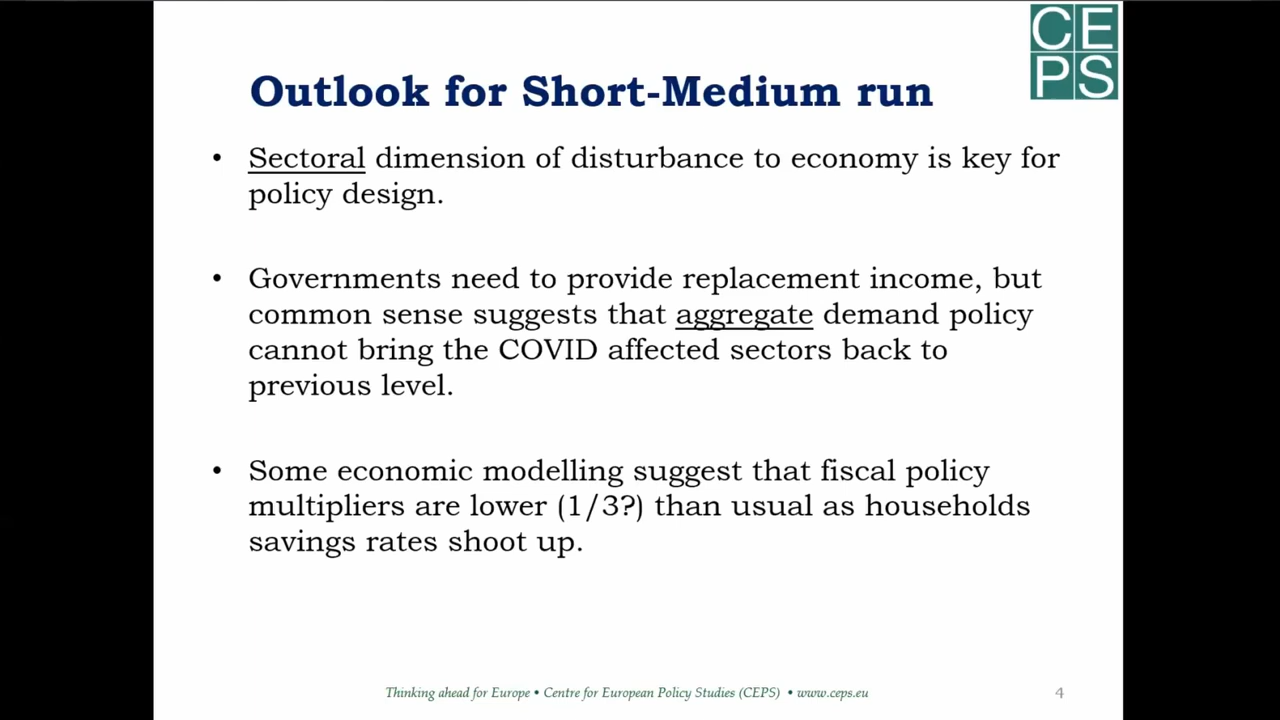 CE
PS
Outlook for Short-Medium run
• Sectoral dimension of disturbance to economy is key for
policy design.
• Governments need to provide replacement income, but
common sense suggests that aggregate demand policy
cannot bring the COVID affected sectors back to
previous level.
• Some economic modelling suggest that fiscal policy
multipliers are lower (1/3?) than usual as households
savings rates shoot up.
Thinking ahead for Europe • Centre for European Policy Studies (CEPS) • www.ceps.eu
4